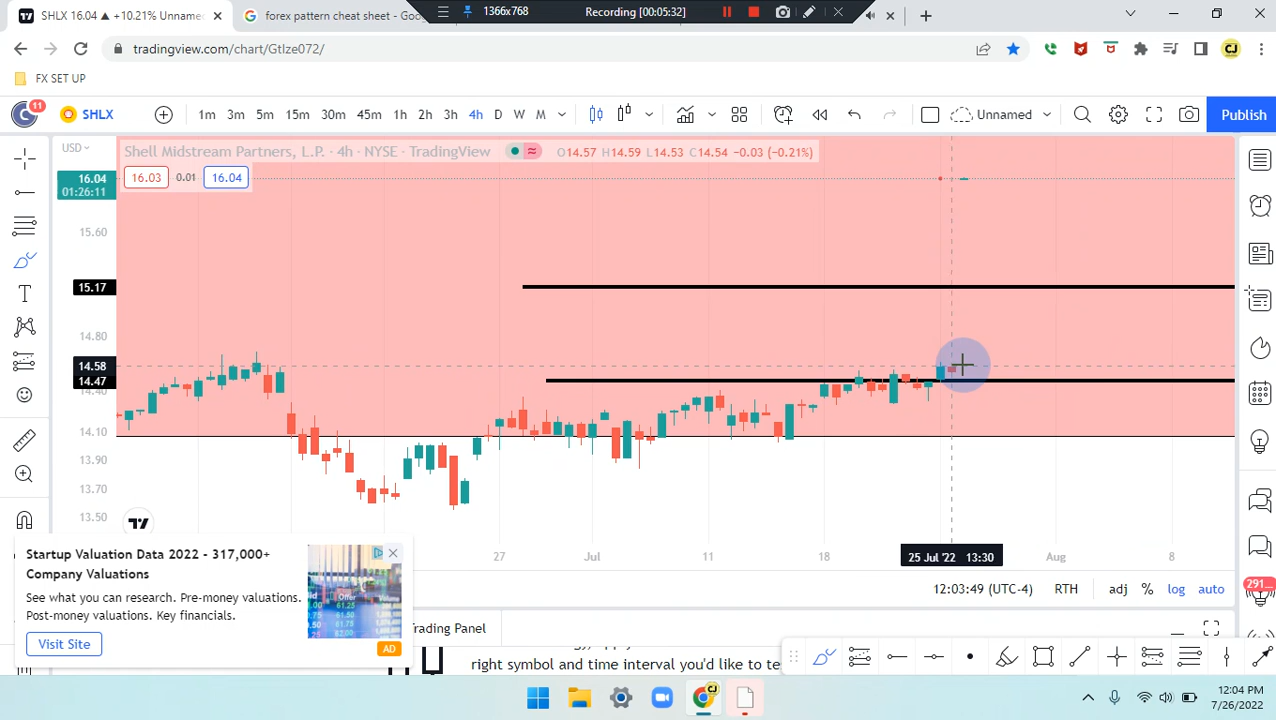 SHLX 16.04 ▲ +10.21% Unname
forex pattern cheat sheet - Goo
1366x768
Recording [00:05:32]
tradingview.com/chart/GtIze072/
CJ
FX SET UP
11
SHLX
1m 3m 5m 15m 30m 45m 1h 2h 3h 4h D W M
Unnamed
Publish
USD
Shell Midstream Partners, L.P. · 4h · NYSE · TradingView
O14.57 H14.59 L14.53 C14.54 −0.03 (−0.21%)
16.04
01:26:11
16.03 0.01 16.04
15.60
15.17
14.80
14.58
14.47
14.40
14.10
13.90
13.70
13.50
27 Jul 11 18 25 Jul '22 13:30 Aug 8
Startup Valuation Data 2022 - 317,000+
Company Valuations
See what you can research. Pre-money valuations.
Post-money valuations. Key financials.
Visit Site
AD
12:03:49 (UTC-4) RTH adj % log auto
291
rading Panel
right symbol and time interval you'd like to te
12:04 PM
7/26/2022